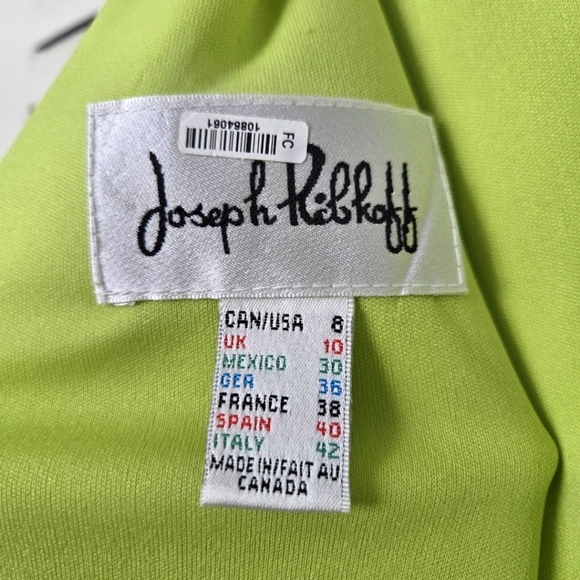 FC
10864061
Joseph Ribkoff
CAN/USA 8
UK 10
MEXICO 30
GER 36
FRANCE 38
SPAIN 40
ITALY 42
MADE IN/FAIT AU
CANADA